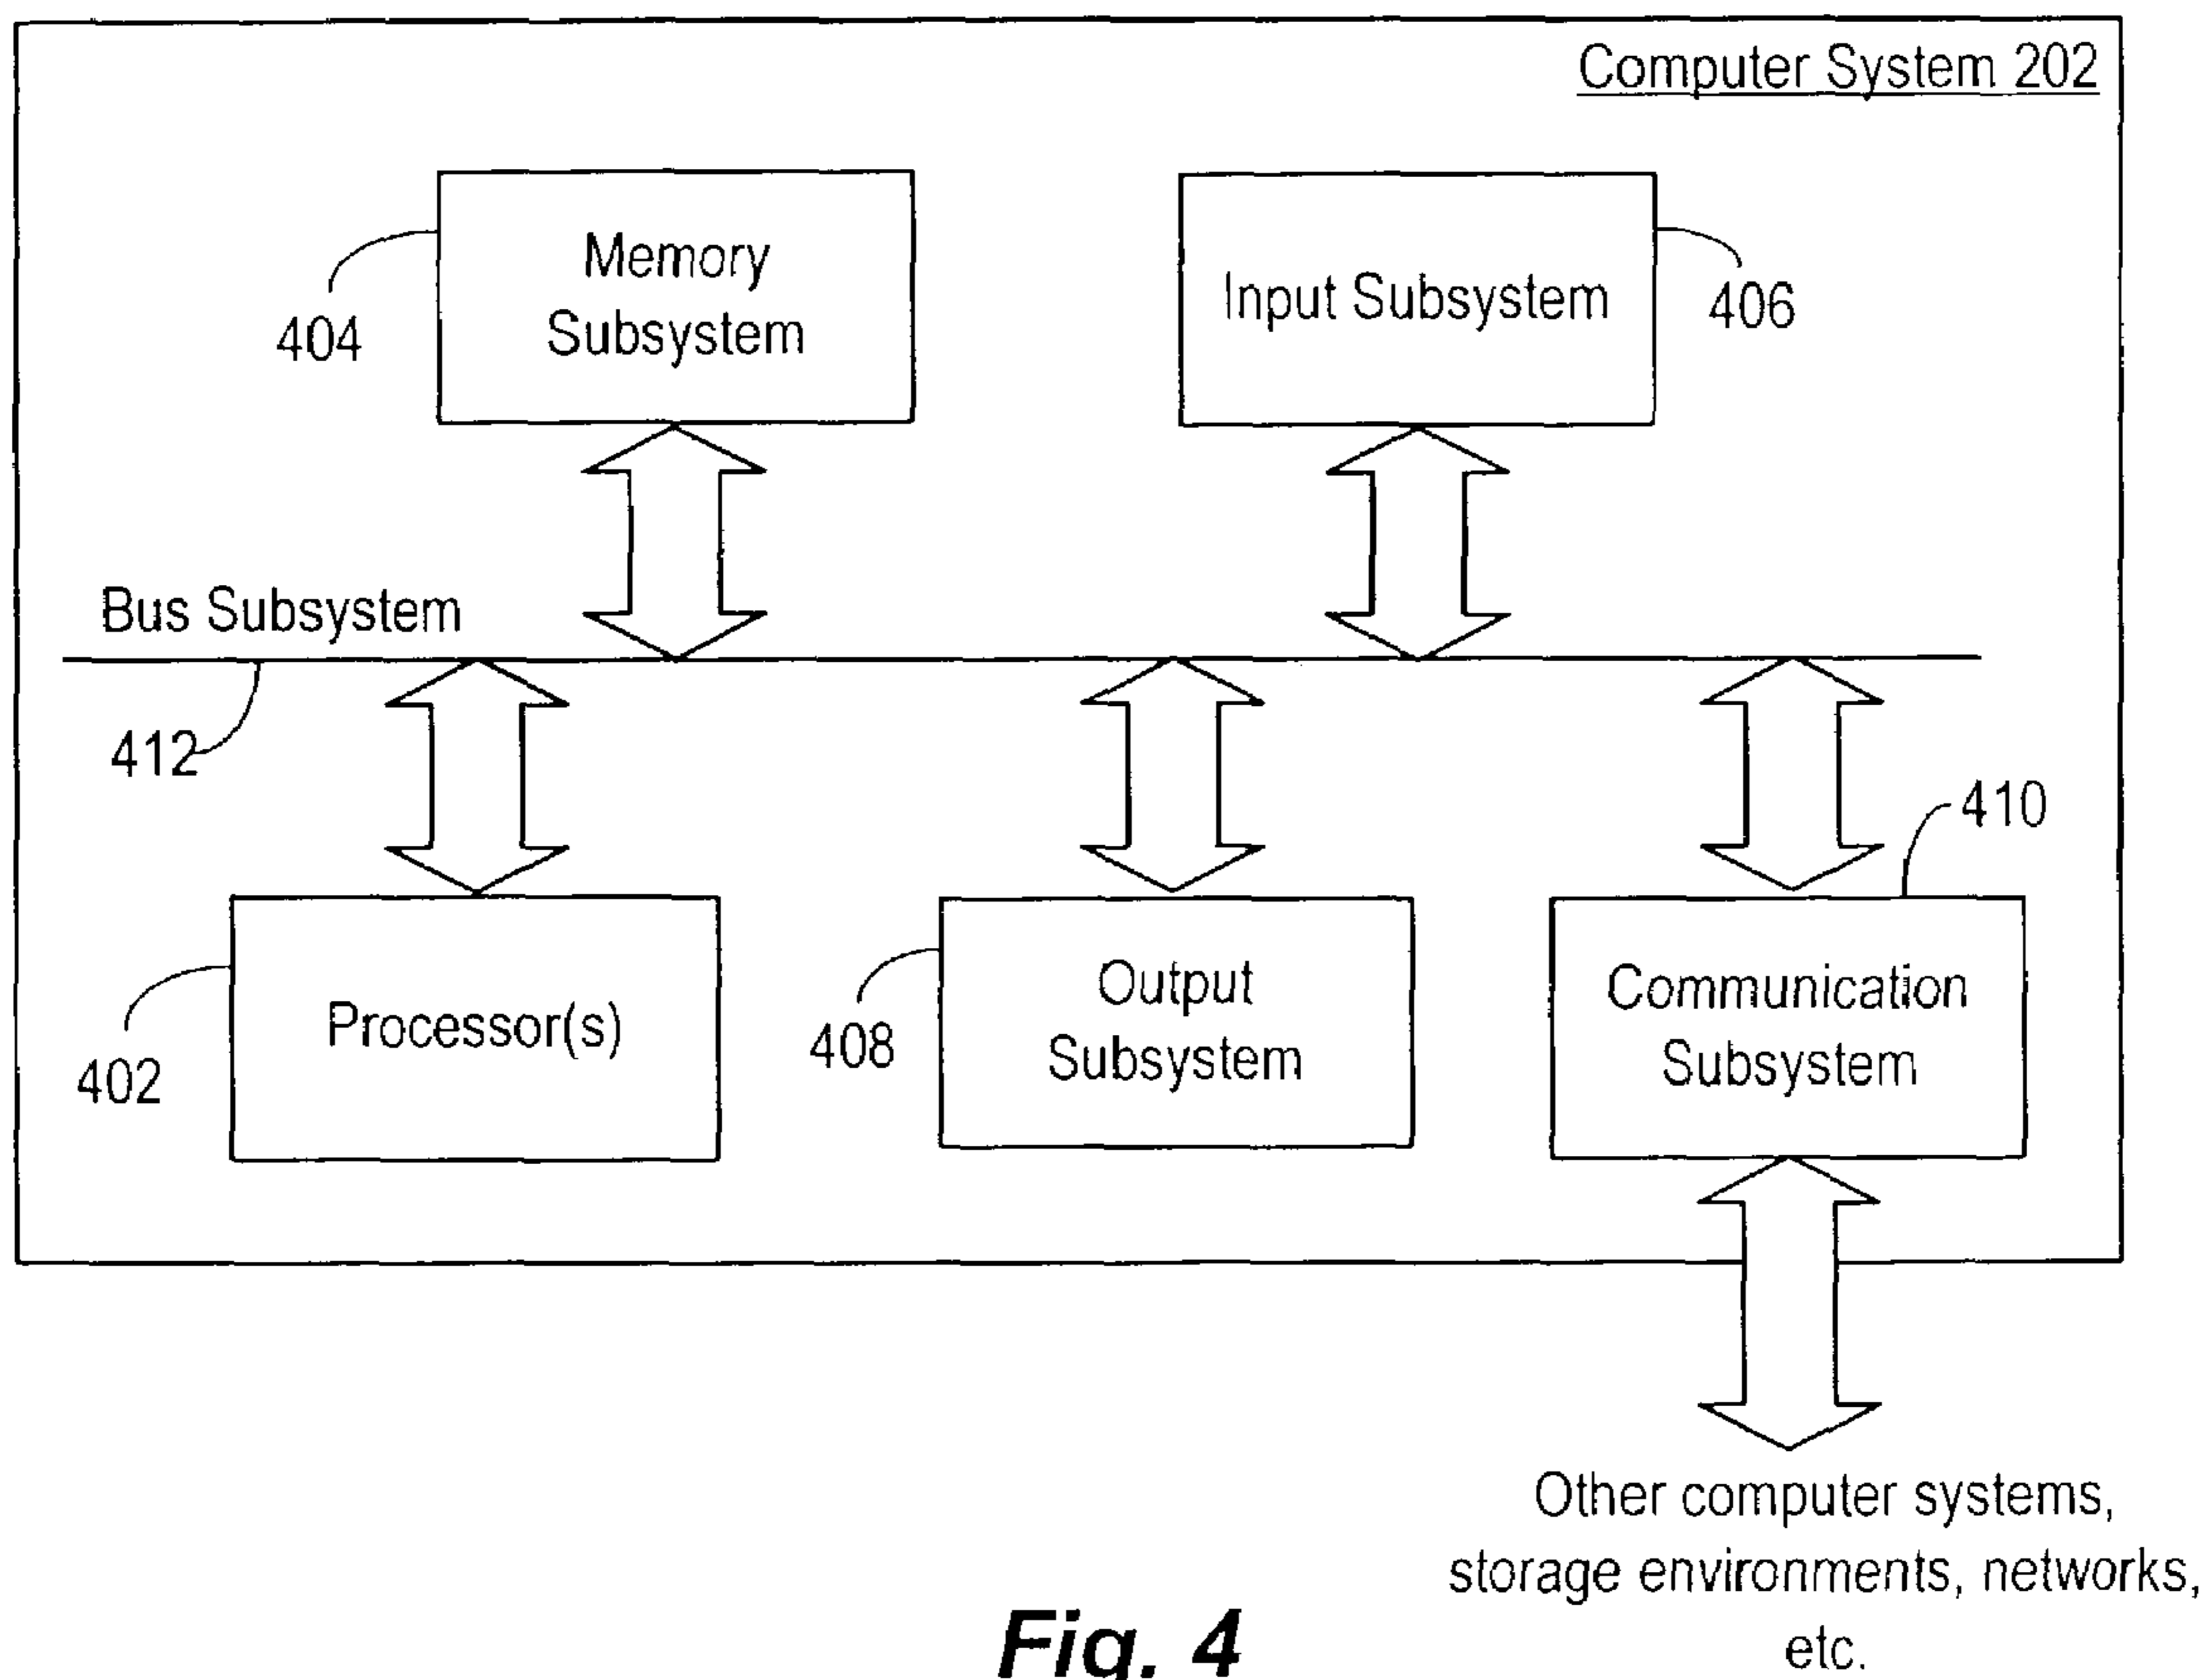 Computer System 202
Memory
Subsystem
404
Input Subsystem
406
Bus Subsystem
412
410
Processor(s)
402
Output
Subsystem
408
Communication
Subsystem
Other computer systems,
storage environments, networks,
etc.
Fig. 4